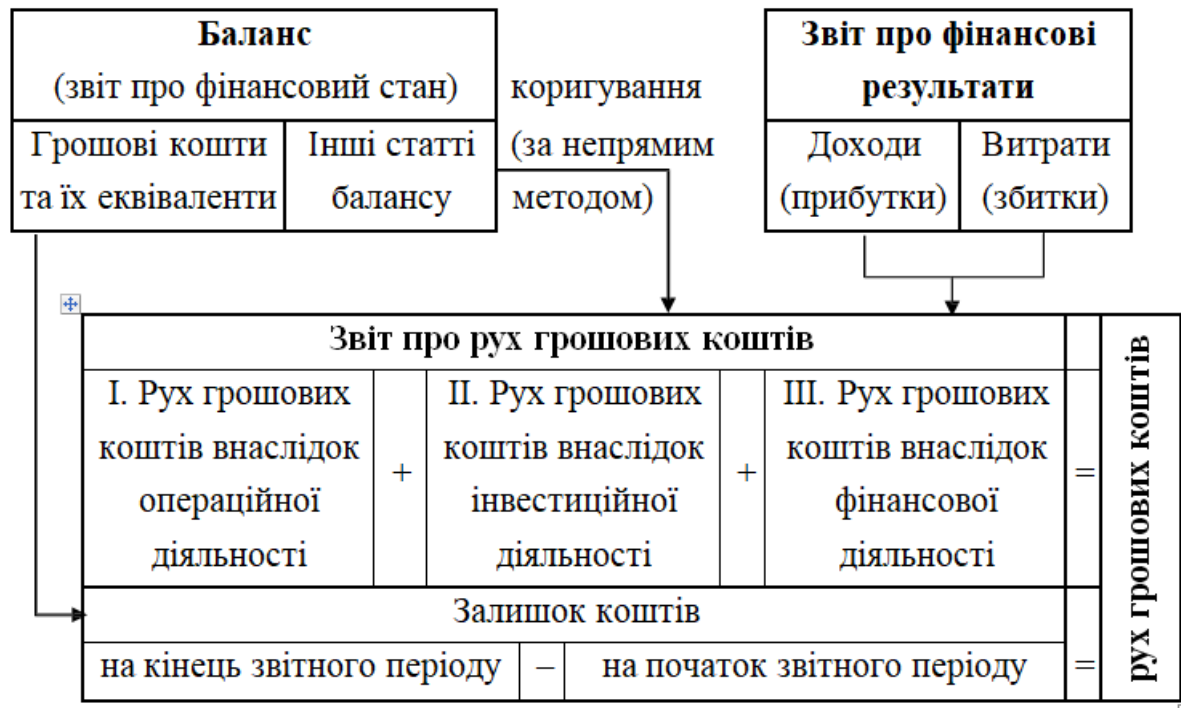 Баланс
(звіт про фінансовий стан)
Грошові кошти
та їх еквіваленти
Інші статті
балансу
коригування
(за непрямим
методом)
Звіт про фінансові
результати
Доходи
(прибутки)
Витрати
(збитки)
Звіт про рух грошових коштів
І. Рух грошових
коштів внаслідок
операційної
діяльності
+
ІІ. Рух грошових
коштів внаслідок
інвестиційної
діяльності
+
ІІІ. Рух грошових
коштів внаслідок
фінансової
діяльності
=
Залишок коштів
на кінець звітного періоду
–
на початок звітного періоду
=
рух грошових коштів